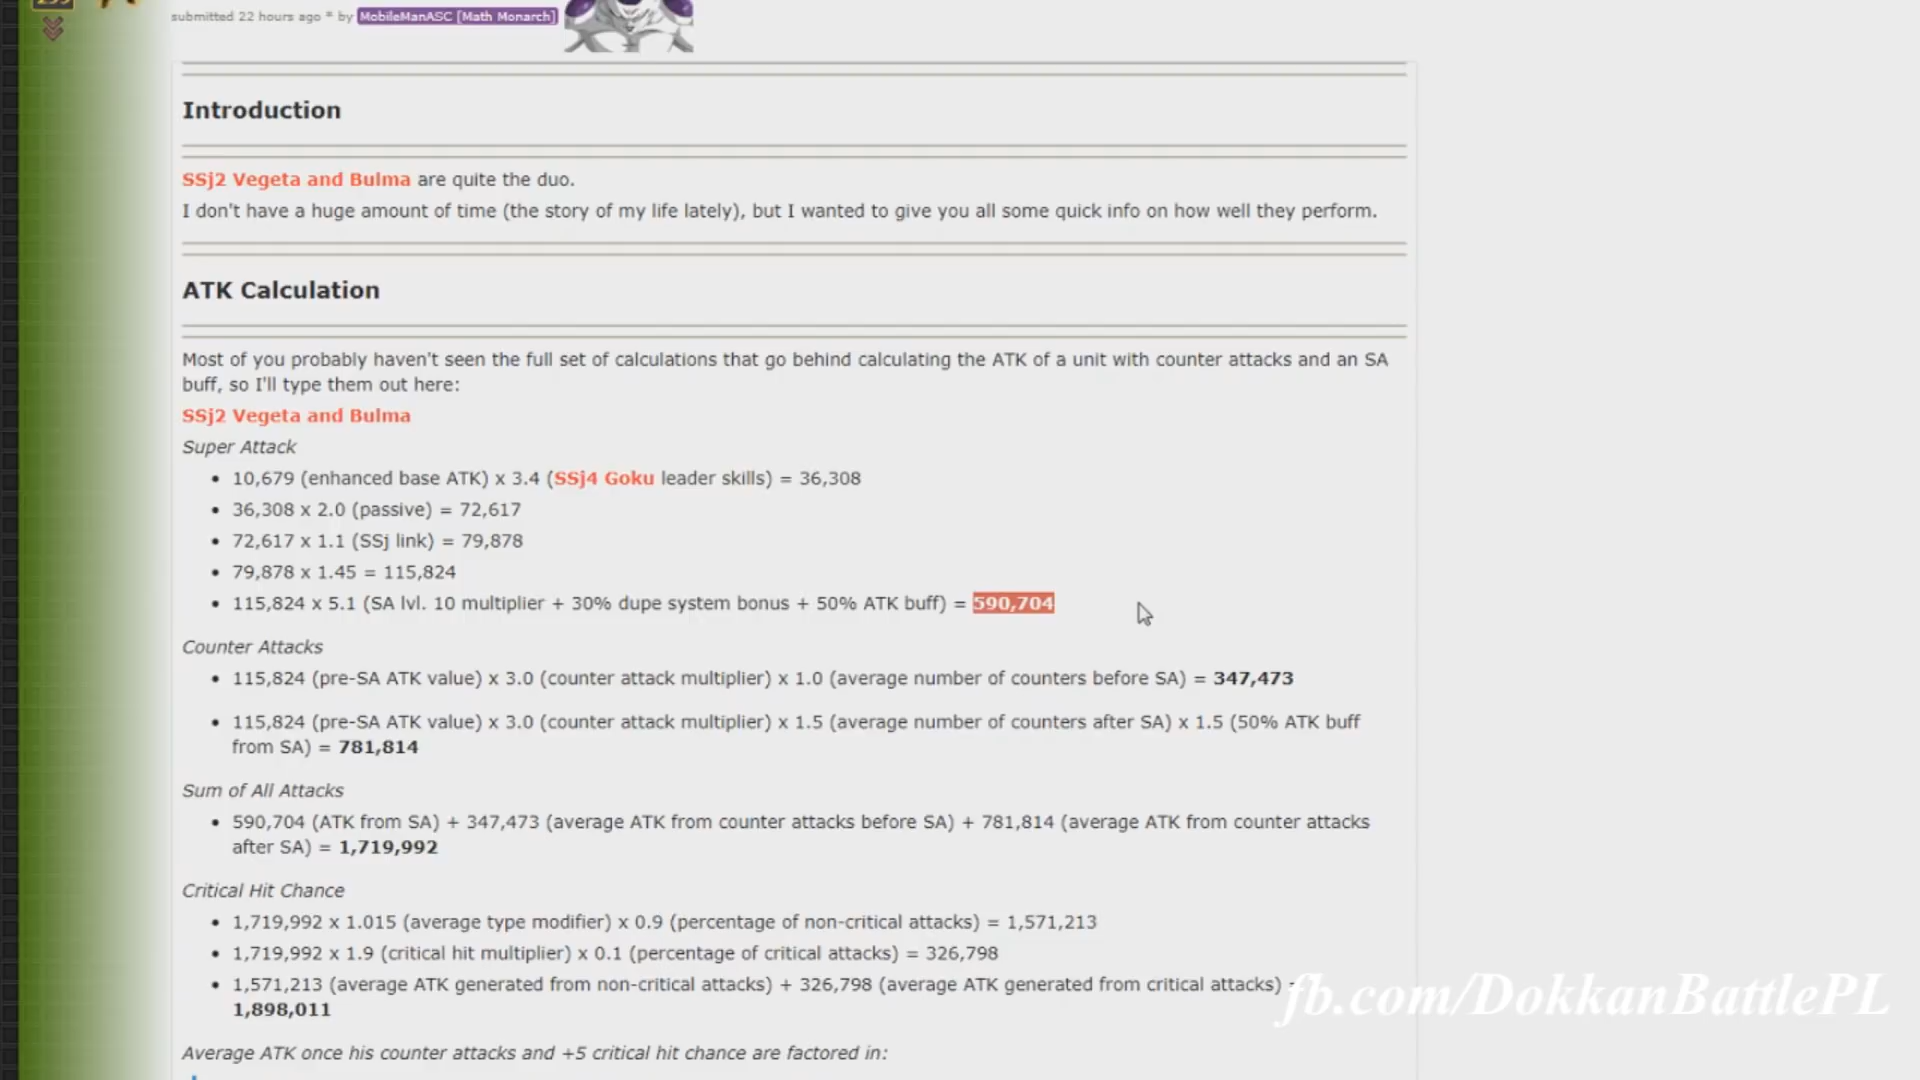 submitted 22 hours ago * by MobileManASC [Math Monarch]
Introduction
SSj2 Vegeta and Bulma are quite the duo.
I don't have a huge amount of time (the story of my life lately), but I wanted to give you all some quick info on how well they perform.
ATK Calculation
Most of you probably haven't seen the full set of calculations that go behind calculating the ATK of a unit with counter attacks and an SA
buff, so I'll type them out here:
SSj2 Vegeta and Bulma
Super Attack
• 10,679 (enhanced base ATK) x 3.4 (SSj4 Goku leader skills) = 36,308
• 36,308 x 2.0 (passive) = 72,617
• 72,617 x 1.1 (SSj link) = 79,878
• 79,878 x 1.45 = 115,824
• 115,824 x 5.1 (SA lvl. 10 multiplier + 30% dupe system bonus + 50% ATK buff) = 590,704
Counter Attacks
• 115,824 (pre-SA ATK value) x 3.0 (counter attack multiplier) x 1.0 (average number of counters before SA) = 347,473
• 115,824 (pre-SA ATK value) x 3.0 (counter attack multiplier) x 1.5 (average number of counters after SA) x 1.5 (50% ATK buff
from SA) = 781,814
Sum of All Attacks
• 590,704 (ATK from SA) + 347,473 (average ATK from counter attacks before SA) + 781,814 (average ATK from counter attacks
after SA) = 1,719,992
Critical Hit Chance
• 1,719,992 x 1.015 (average type modifier) x 0.9 (percentage of non-critical attacks) = 1,571,213
• 1,719,992 x 1.9 (critical hit multiplier) x 0.1 (percentage of critical attacks) = 326,798
• 1,571,213 (average ATK generated from non-critical attacks) + 326,798 (average ATK generated from critical attacks)
1,898,011
fb.com/DokkanBattlePL
Average ATK once his counter attacks and +5 critical hit chance are factored in: